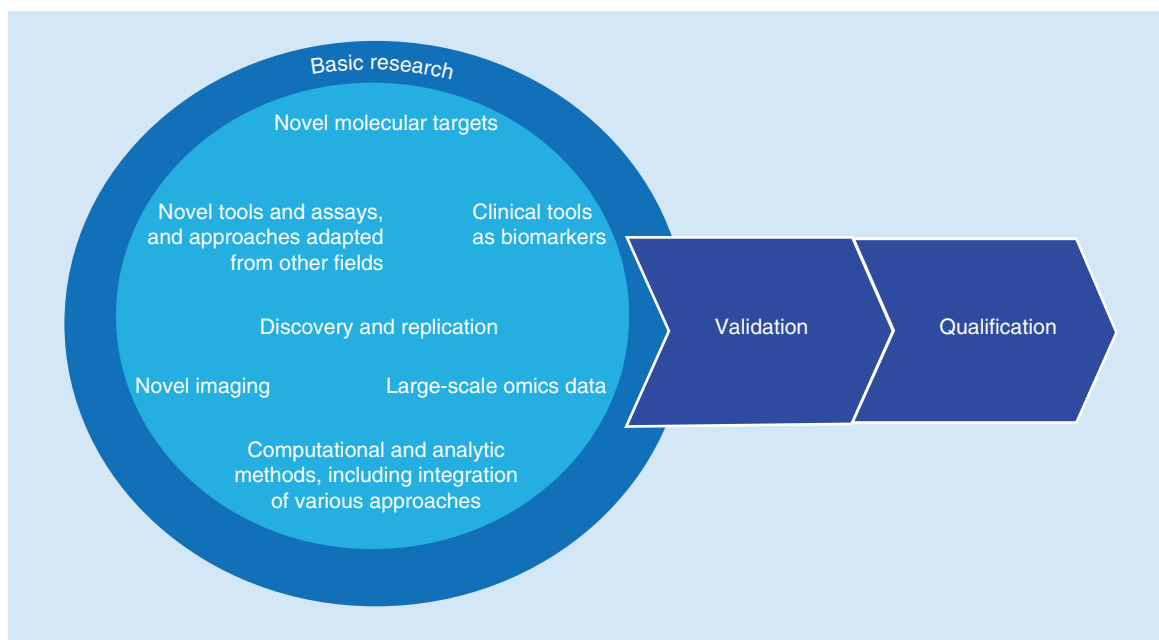 Basic research
Novel molecular targets
Novel tools and assays,
and approaches adapted
from other fields
Clinical tools
as biomarkers
Discovery and replication
Validation
Qualification
Novel imaging
Large-scale omics data
Computational and analytic
methods, including integration
of various approaches